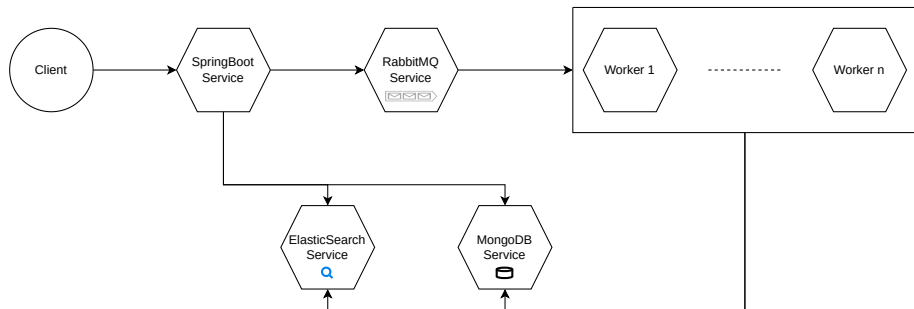 Client
SpringBoot
Service
RabbitMQ
Service
Worker 1
Worker n
ElasticSearch
Service
MongoDB
Service